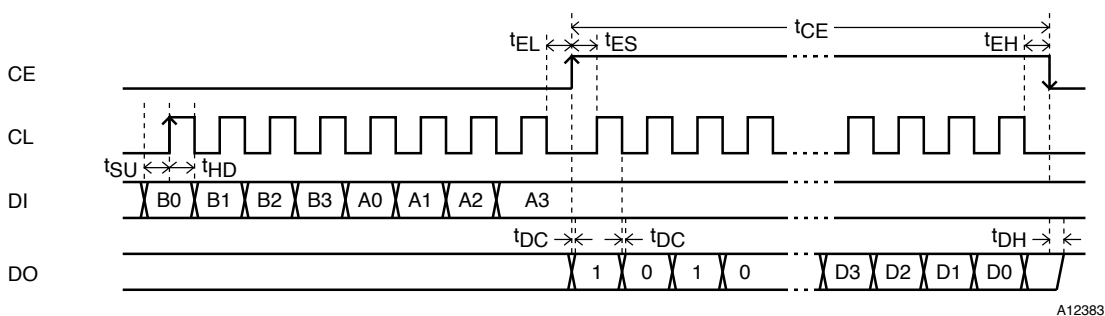 tCE
tEL tES tEH
CE
CL
tSU tHD
DI B0 B1 B2 B3 A0 A1 A2 A3
tDC tDC tDH
DO 1 0 1 0 D3 D2 D1 D0
A12383